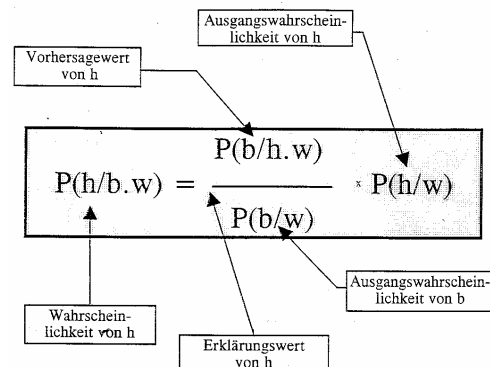 Ausgangswahrschein-
lichkeit von h
Vorhersagewert
von h
P(b/h.w)
P(h/b.w) = × P(h/w)
P(b/w)
Ausgangswahrschein-
lichkeit von b
Wahrschein-
lichkeit von h
Erklärungswert
von h